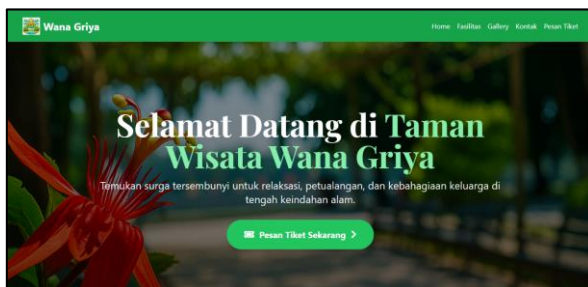 Wana Griya
Home Fasilitas Gallery Kontak Pesan Tiket
Selamat Datang di Taman
Wisata Wana Griya
Temukan surga tersembunyi untuk relaksasi, petualangan, dan kebahagiaan keluarga di
tengah keindahan alam.
Pesan Tiket Sekarang